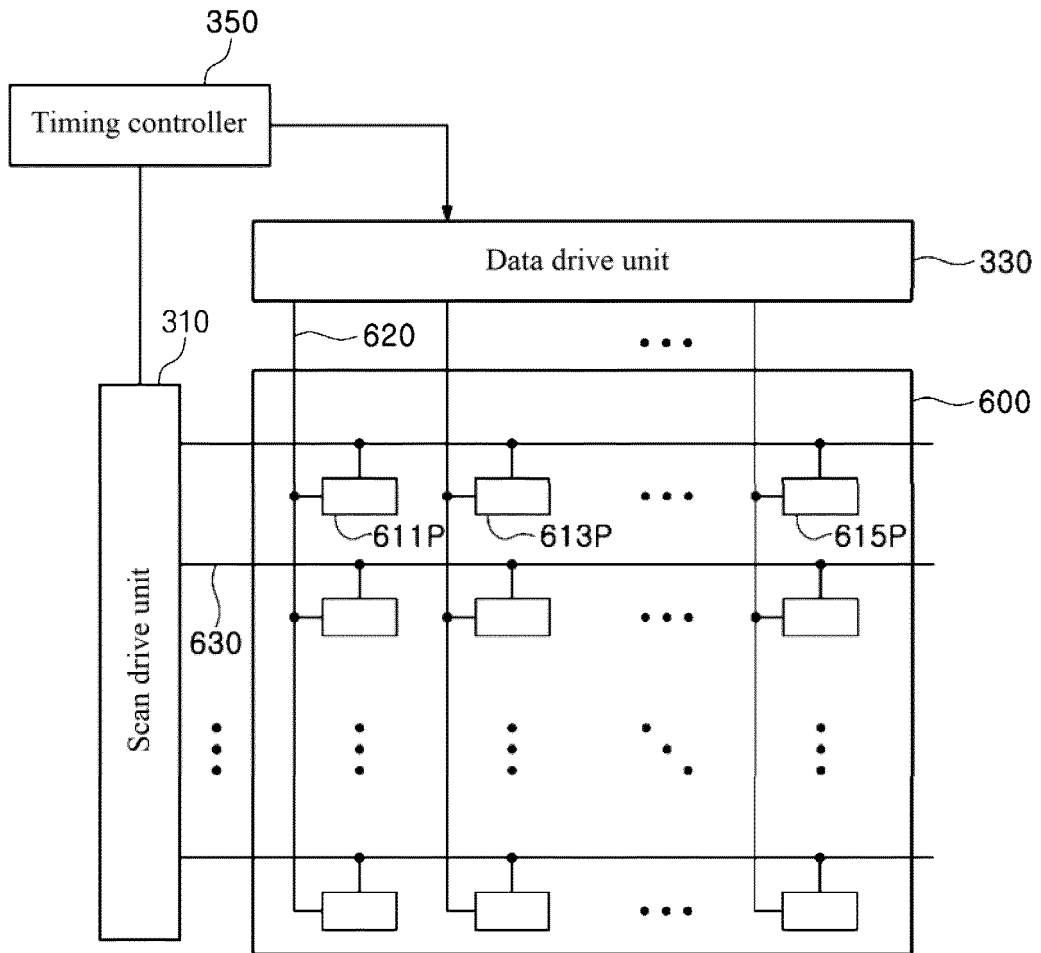 350
Timing controller
Data drive unit
330
310
620
600
611P
613P
615P
630
Scan drive unit